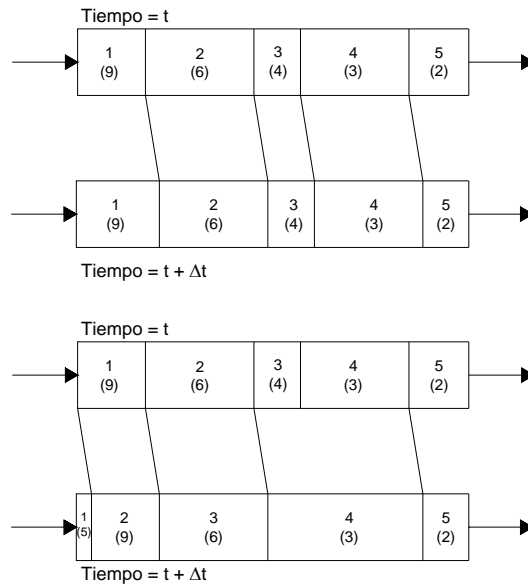 Tiempo = t
1 2 3 4 5
(9) (6) (4) (3) (2)
1 2 3 4 5
(9) (6) (4) (3) (2)
Tiempo = t + Δt
Tiempo = t
1 2 3 4 5
(9) (6) (4) (3) (2)
1 2 3 4 5
(5) (9) (6) (3) (2)
Tiempo = t + Δt